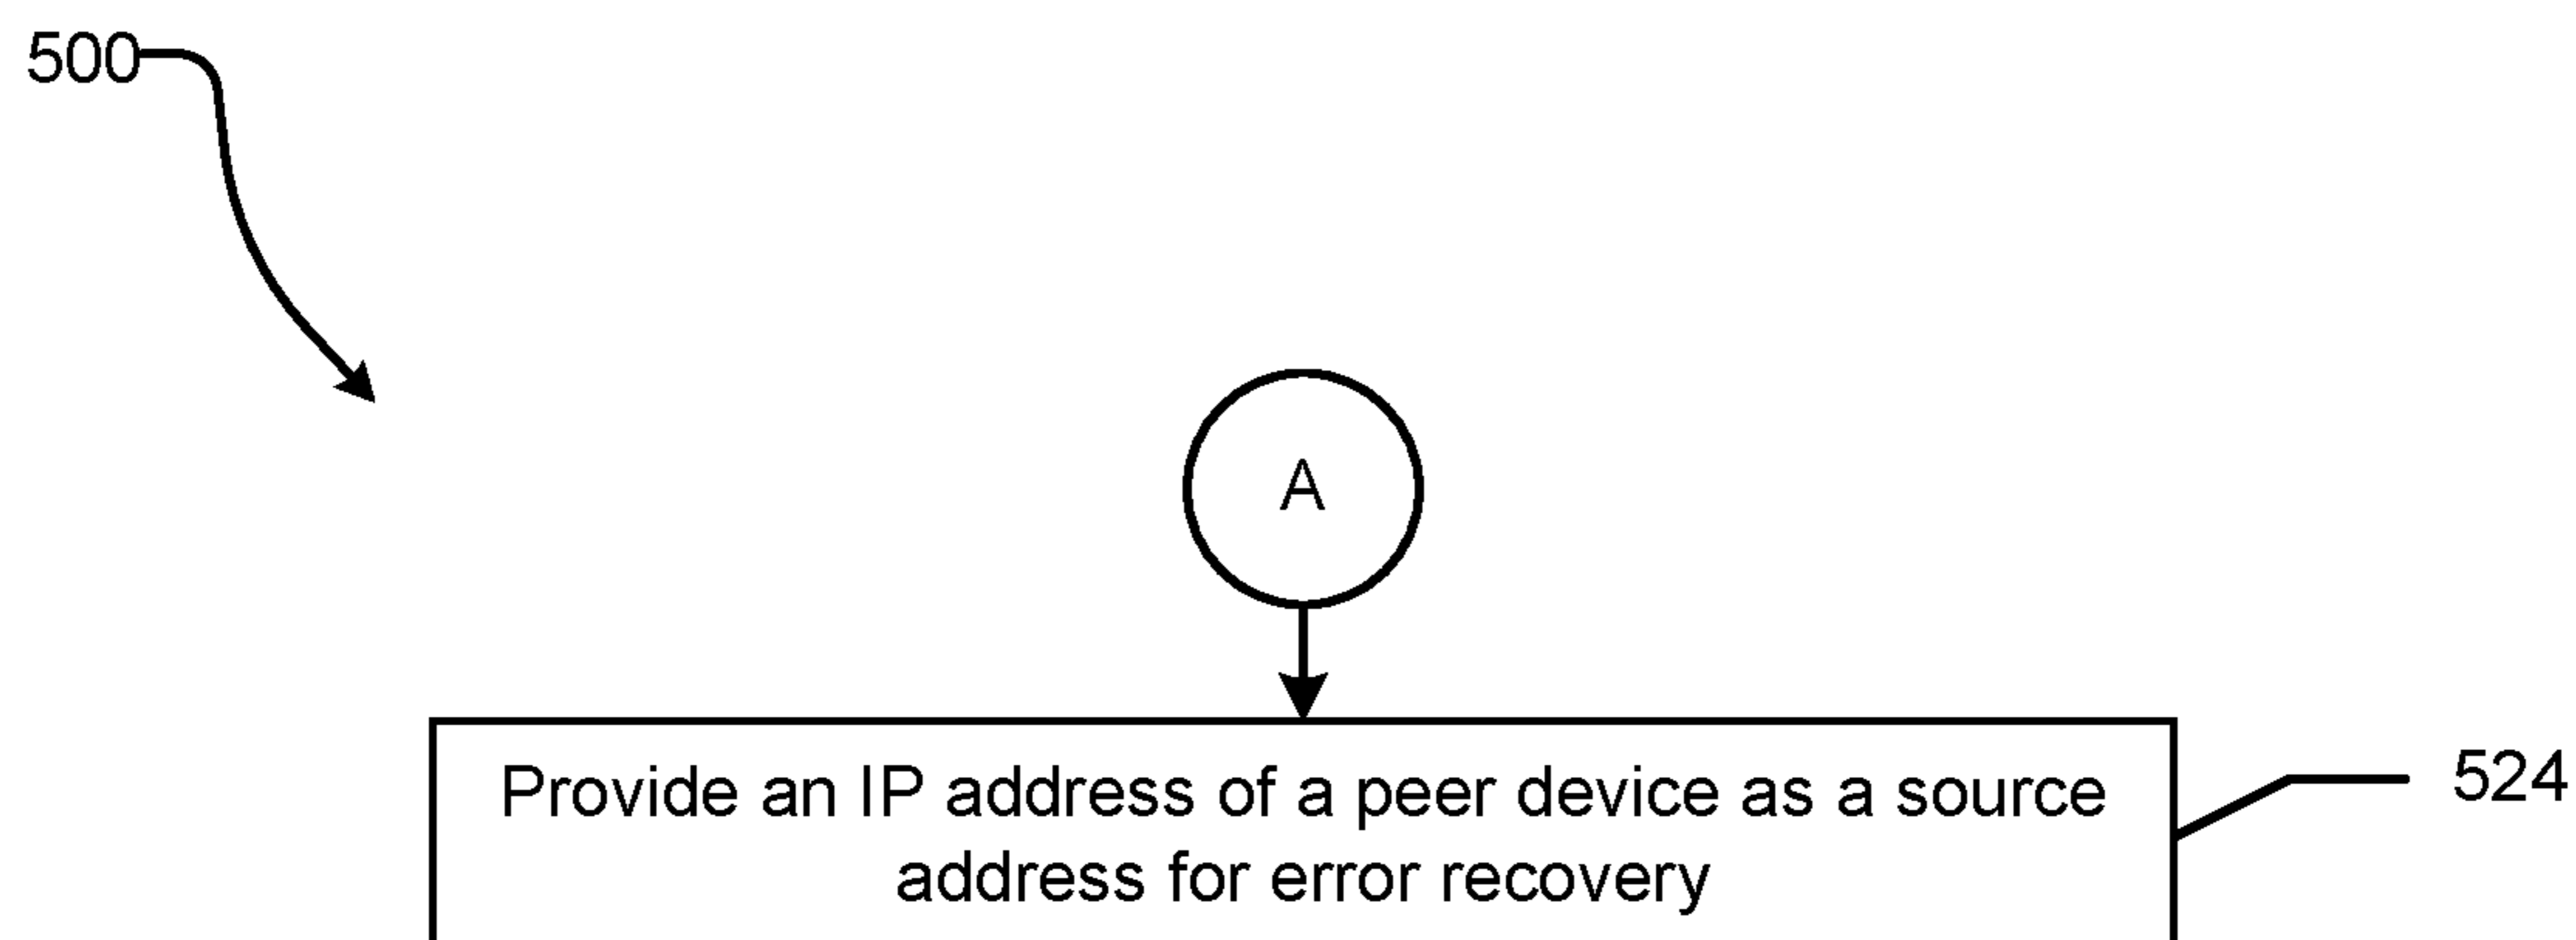 500
A
Provide an IP address of a peer device as a source
address for error recovery
524